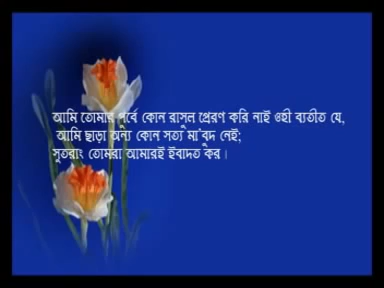 আমি তোমার পূর্বে কোন রাসুল প্রেরণ করি নাই ওহী ব্যতীত যে,
আমি ছাড়া অন্য কোন সত্য মা'বুদ নেই;
সুতরাং তোমরা আমারই ইবাদত কর।